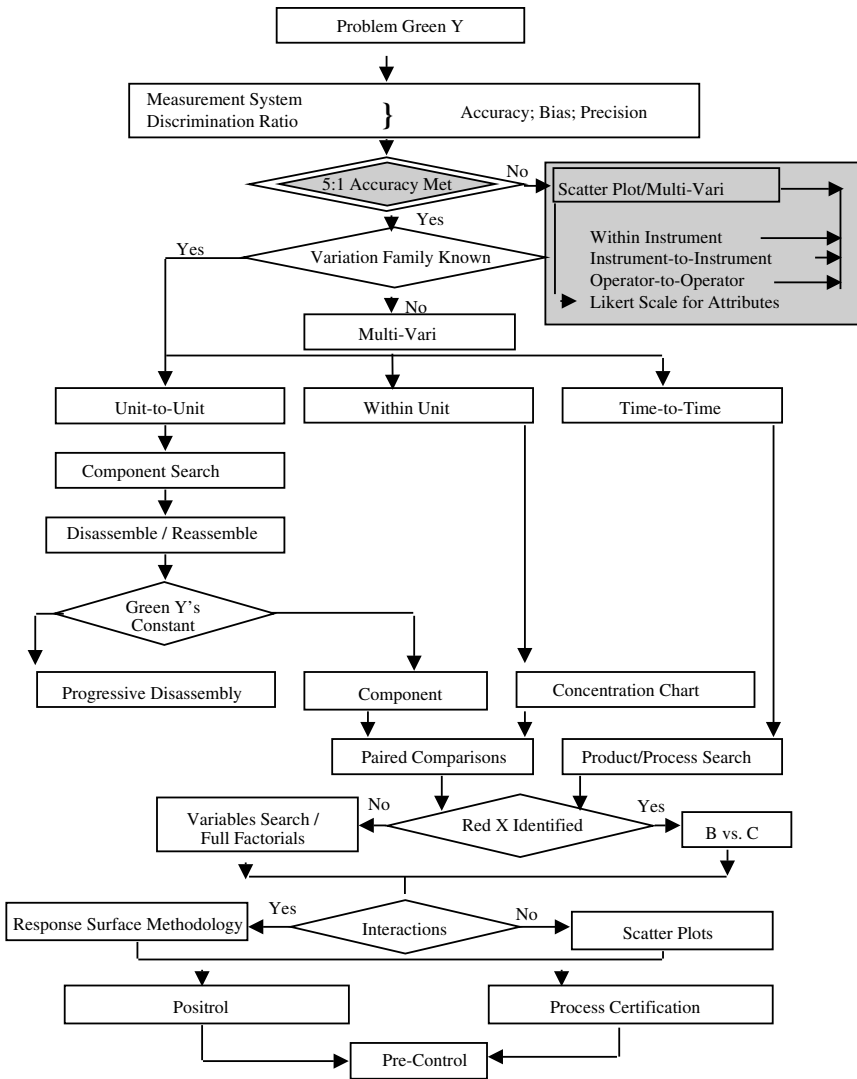 Problem Green Y
Measurement System
Discrimination Ratio
}
Accuracy; Bias; Precision
5:1 Accuracy Met
No
Scatter Plot/Multi-Vari
Within Instrument
Instrument-to-Instrument
Operator-to-Operator
Likert Scale for Attributes
Yes
Yes
Variation Family Known
No
Multi-Vari
Unit-to-Unit
Within Unit
Time-to-Time
Component Search
Disassemble / Reassemble
Green Y's
Constant
Progressive Disassembly
Component
Concentration Chart
Paired Comparisons
Product/Process Search
Variables Search /
Full Factorials
No
Red X Identified
Yes
B vs. C
Response Surface Methodology
Yes
Interactions
No
Scatter Plots
Positrol
Process Certification
Pre-Control